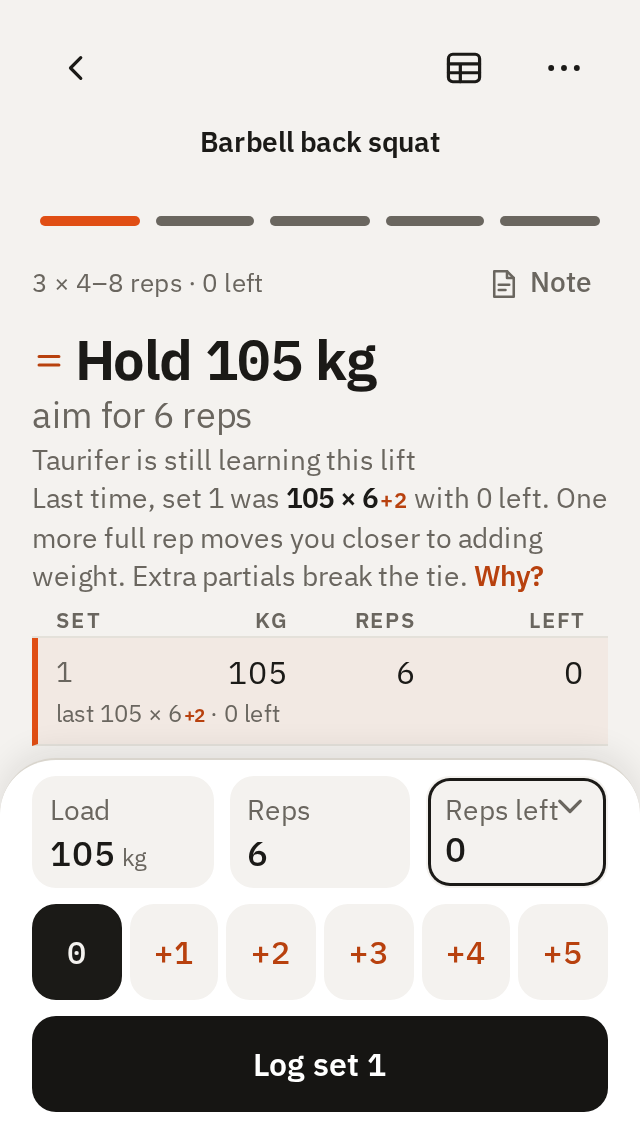 Barbell back squat
3 × 4–8 reps · 0 left
Note
= Hold 105 kg
aim for 6 reps
Taurifer is still learning this lift
Last time, set 1 was 105 × 6+2 with 0 left. One
more full rep moves you closer to adding
weight. Extra partials break the tie. Why?
SET KG REPS LEFT
1 105 6 0
last 105 × 6+2 · 0 left
Load Reps Reps left
105 kg 6 0
0 +1 +2 +3 +4 +5
Log set 1